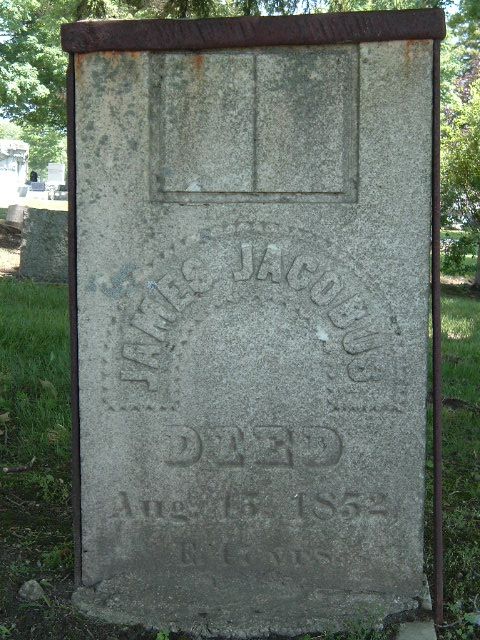 JAMES JACOBUS
DIED
Aug. 15, 1852